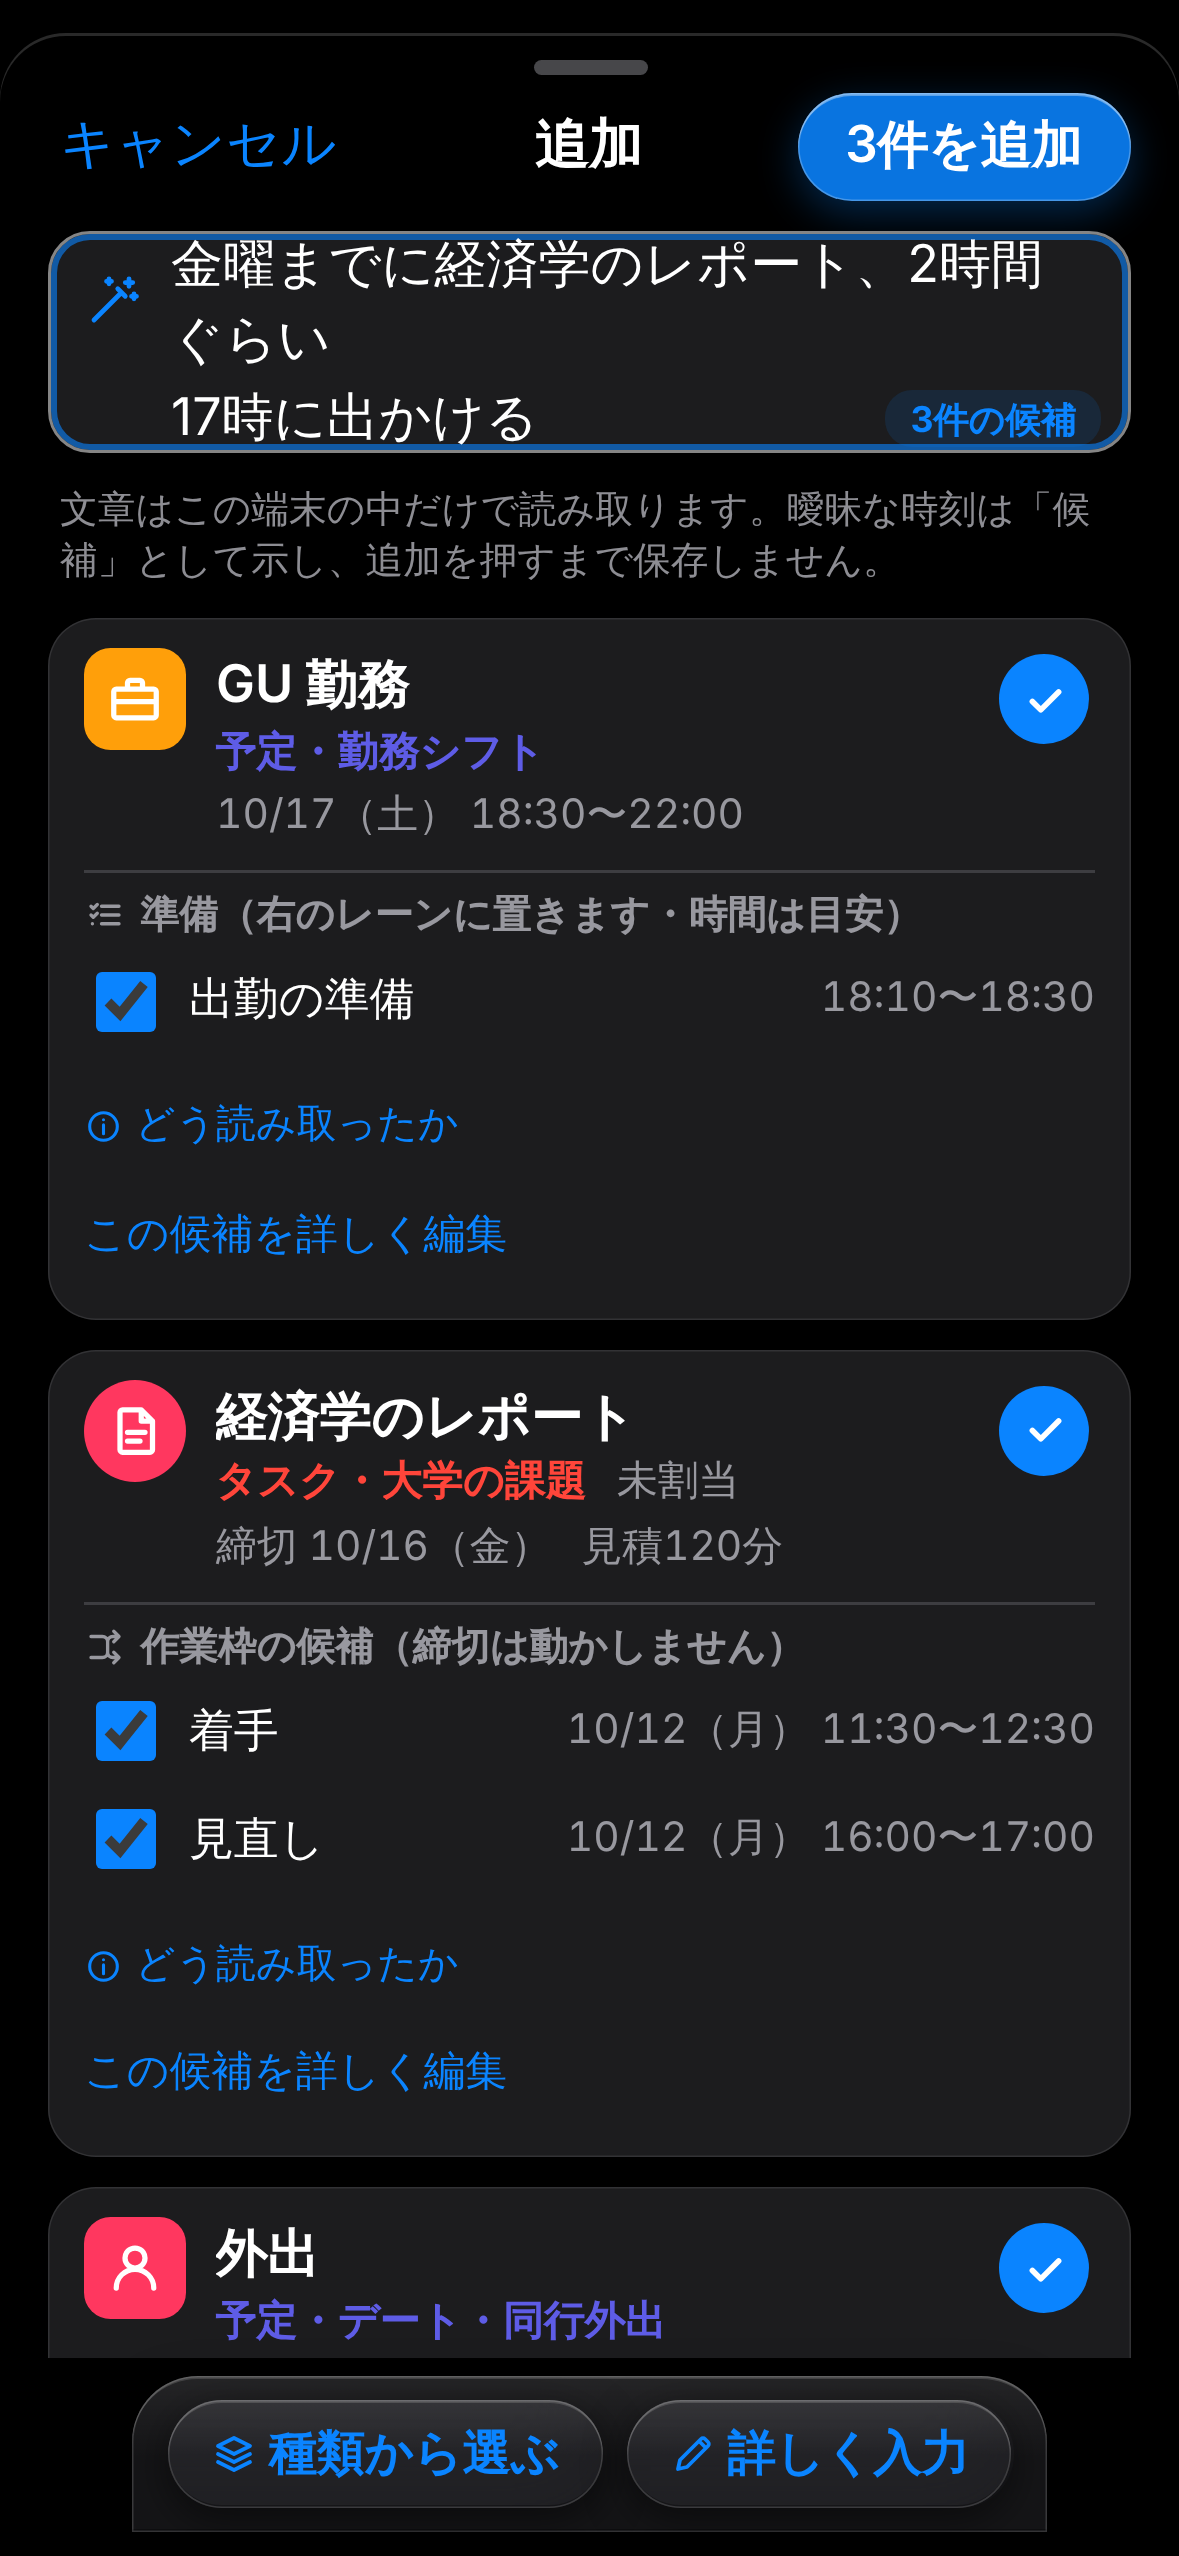 キャンセル
追加
3件を追加
金曜までに経済学のレポート、2時間
ぐらい
17時に出かける
3件の候補
文章はこの端末の中だけで読み取ります。曖昧な時刻は「候
補」として示し、追加を押すまで保存しません。
GU 勤務
予定・勤務シフト
10/17（土） 18:30〜22:00
準備（右のレーンに置きます・時間は目安）
出勤の準備 18:10〜18:30
どう読み取ったか
この候補を詳しく編集
経済学のレポート
タスク・大学の課題 未割当
締切 10/16（金） 見積120分
作業枠の候補（締切は動かしません）
着手 10/12（月） 11:30〜12:30
見直し 10/12（月） 16:00〜17:00
どう読み取ったか
この候補を詳しく編集
外出
予定・デート・同行外出
種類から選ぶ
詳しく入力